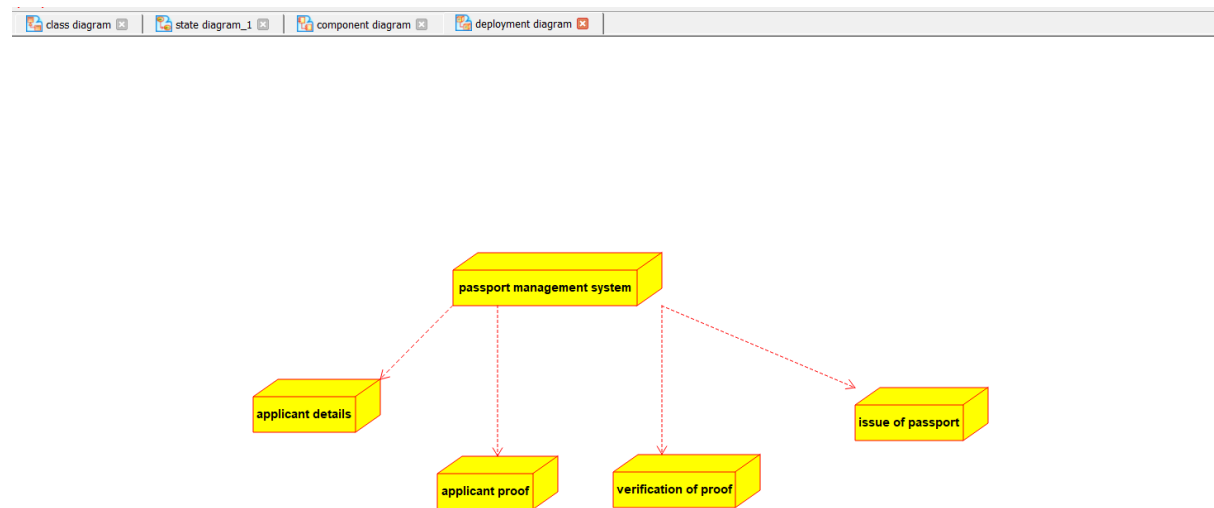 class diagram
state diagram_1
component diagram
deployment diagram
passport management system
applicant details
issue of passport
applicant proof
verification of proof